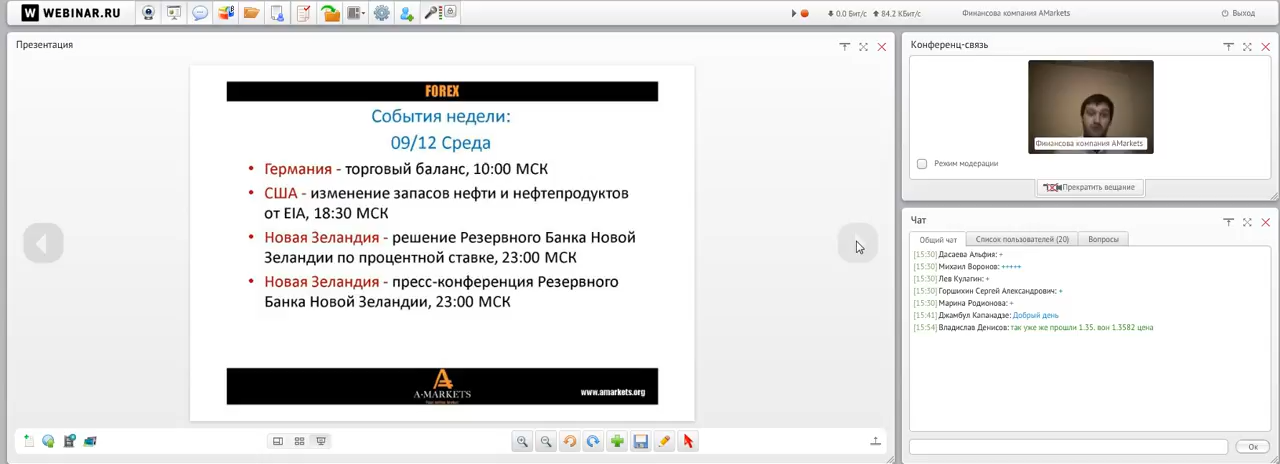 WEBINAR.RU
0.0 Бит/с
84.2 КБит/с
Финансова компания AMarkets
Выход
Презентация
FOREX
События недели:
09/12 Среда
• Германия - торговый баланс, 10:00 МСК
• США - изменение запасов нефти и нефтепродуктов
от EIA, 18:30 МСК
• Новая Зеландия - решение Резервного Банка Новой
Зеландии по процентной ставке, 23:00 МСК
• Новая Зеландия - пресс-конференция Резервного
Банка Новой Зеландии, 23:00 МСК
A-MARKETS
www.amarkets.org
Конференц-связь
Финансова компания AMarkets
Режим модерации
Прекратить вещание
Чат
Общий чат
Список пользователей (20)
Вопросы
[15:30] Дасаева Альфия: +
[15:30] Михаил Воронов: +++++
[15:30] Лев Кулагин: +
[15:30] Горшихин Сергей Александрович: +
[15:30] Марина Родионова: +
[15:41] Джамбул Капанадзе: Добрый день
[15:54] Владислав Денисов: так уже же прошли 1.35. вон 1.3582 цена
Ок